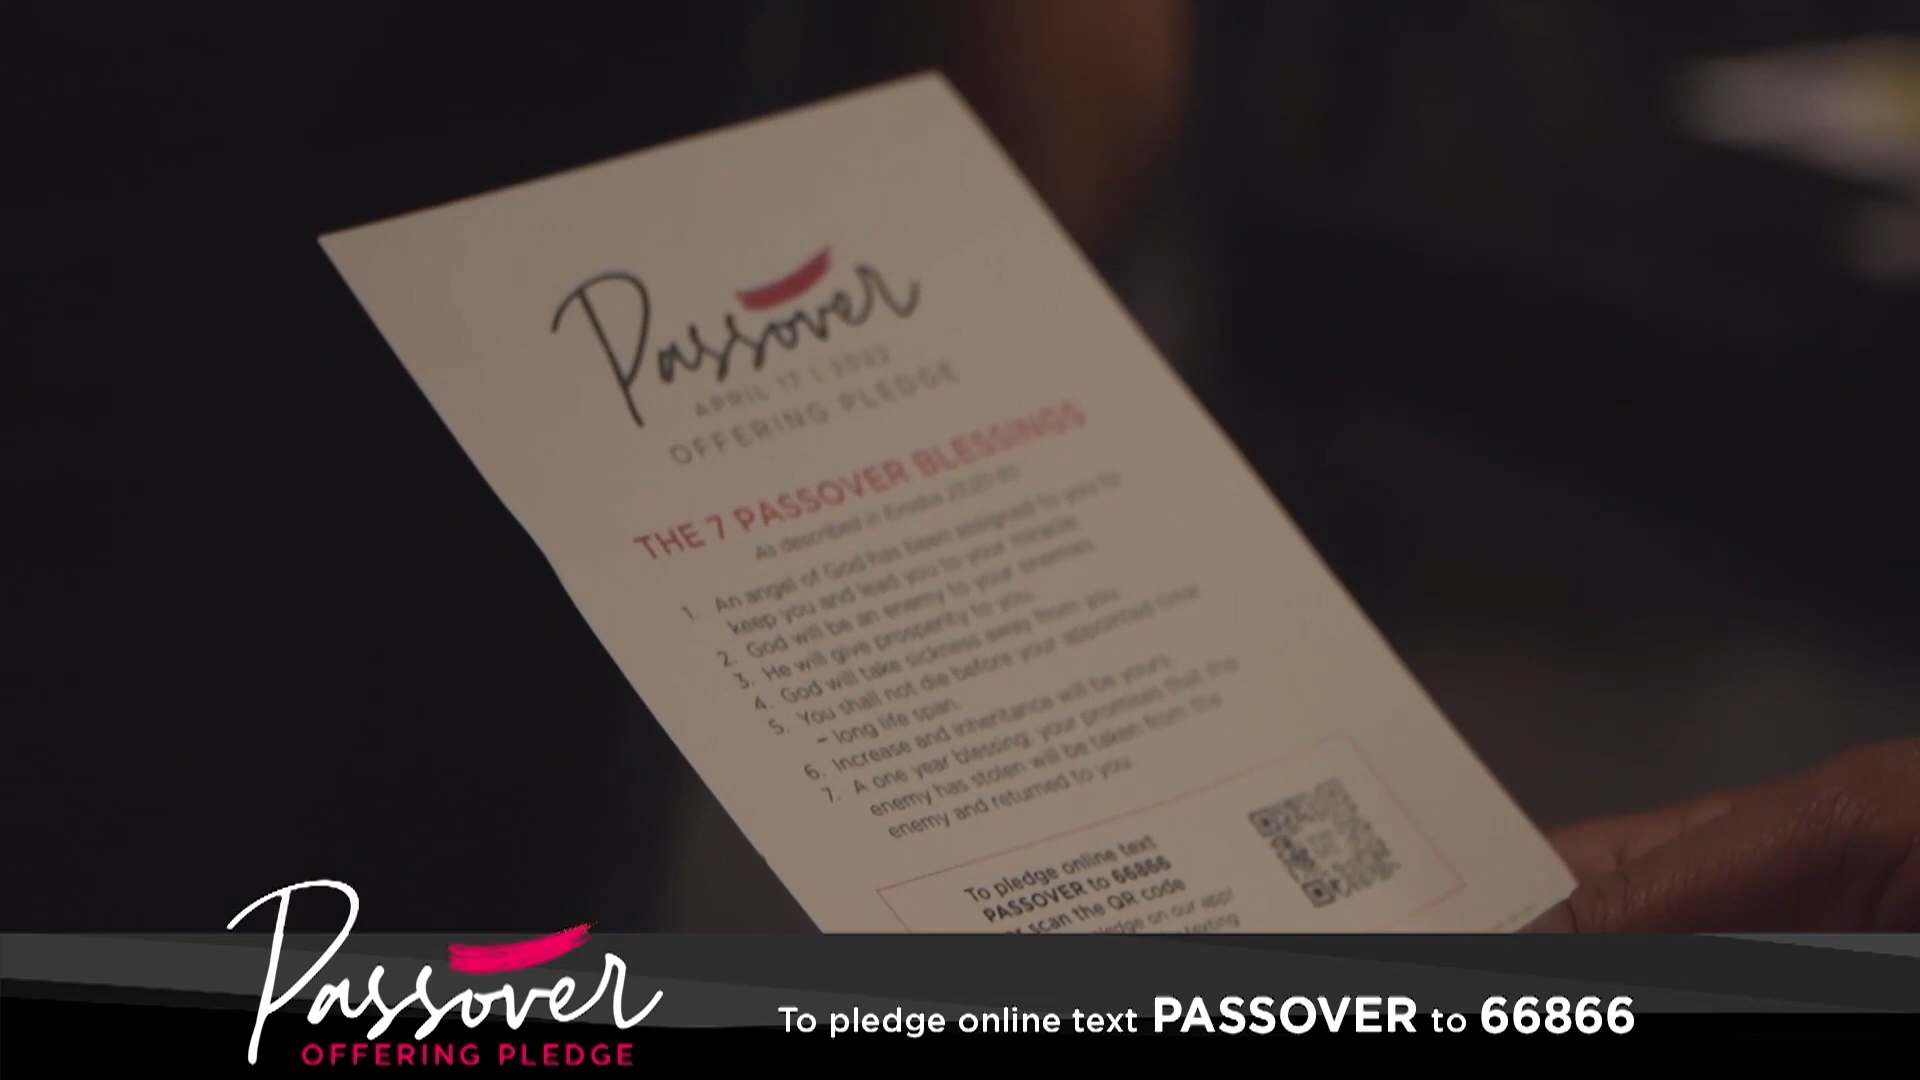 Passover
APRIL 17 | 2022
OFFERING PLEDGE
THE 7 PASSOVER BLESSINGS
As described in Exodus
1. An angel of God has been assigned to you to
keep you and lead you to your miracle.
2. God will be an enemy to your enemies.
3. He will give prosperity to you.
4. God will take sickness away from you.
5. You shall not die before your appointed time
– long life span.
6. Increase and inheritance will be yours.
7. A one year blessing: your promises that the
enemy has stolen will be taken from the
enemy and returned to you.
To pledge online text
PASSOVER to 66866
or scan the QR code
pledge on our app!
texting
Passover
OFFERING PLEDGE
To pledge online text PASSOVER to 66866